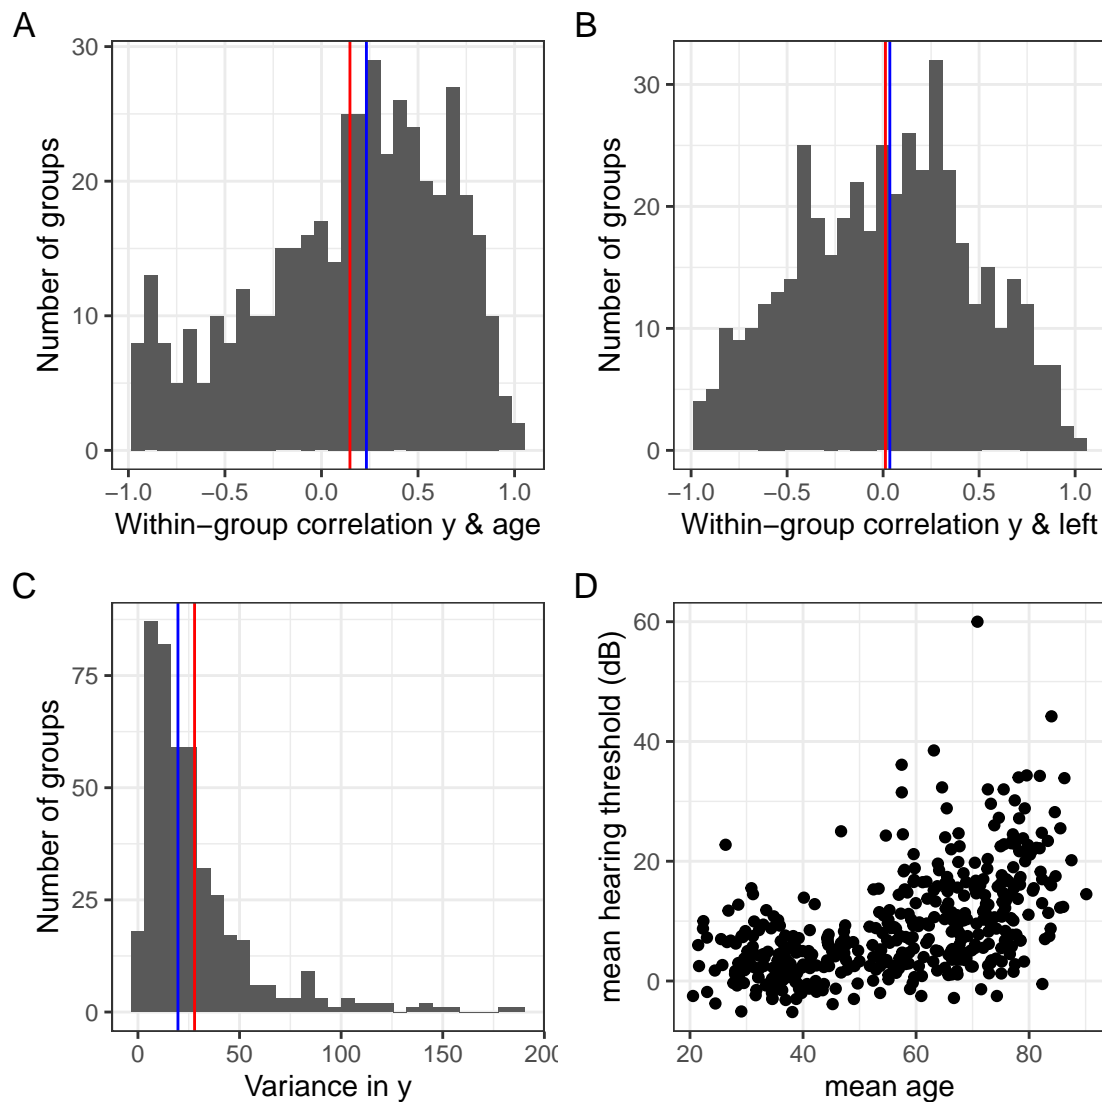 A
30
20
10
0
Number of groups
−1.0 −0.5 0.0 0.5 1.0
Within−group correlation y & age
B
30
20
10
0
Number of groups
−1.0 −0.5 0.0 0.5 1.0
Within−group correlation y & left
C
75
50
25
0
Number of groups
0 50 100 150 200
Variance in y
D
60
40
20
0
mean hearing threshold (dB)
20 40 60 80
mean age